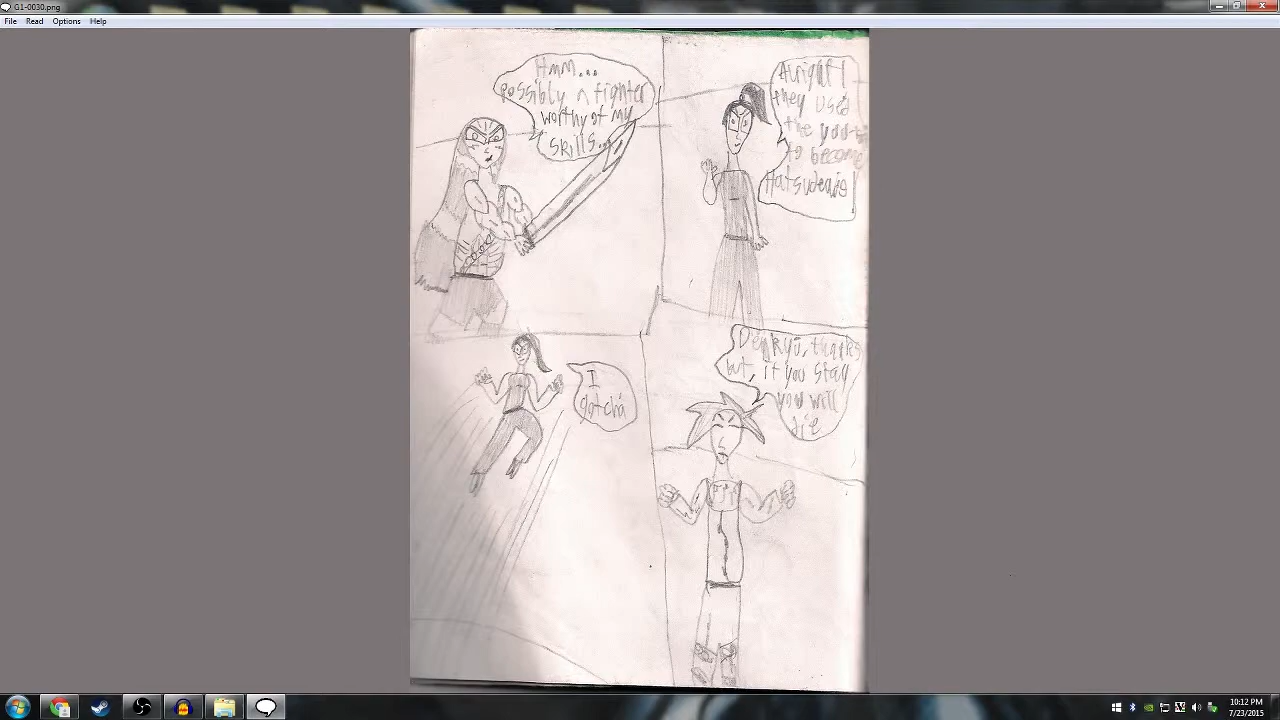 G1-0030.png
File Read Options Help
Hmm...
possibly a fighter
worthy of my
skills...
Alright!
they used
the
to become
I
gotcha
thanks
but, if you stay
you will
die
10:12 PM
7/23/2015